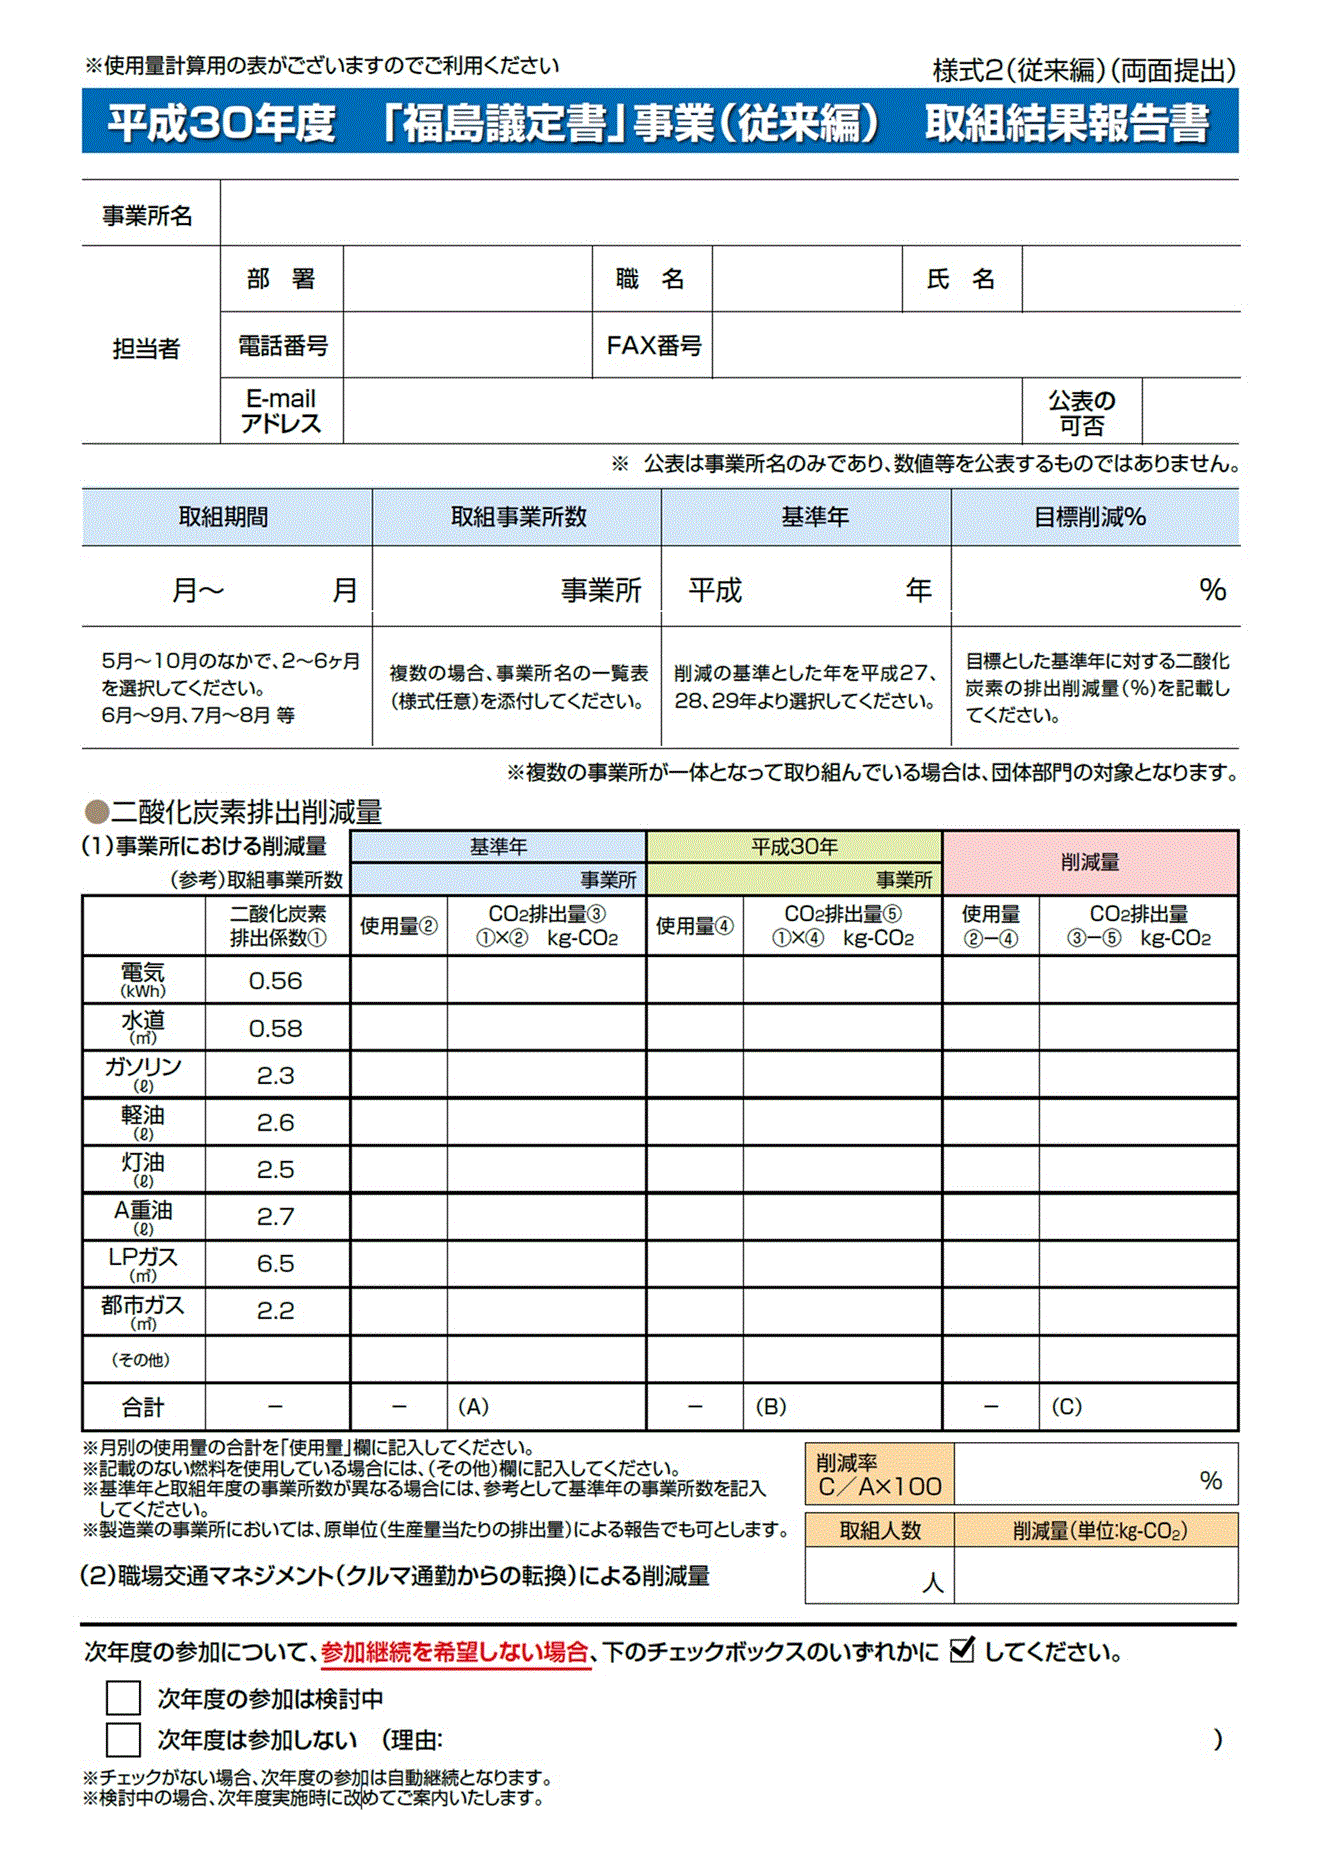 ※使用量計算用の表がございますのでご利用ください
様式2（従来編）（両面提出）
平成30年度　「福島議定書」事業（従来編）　取組結果報告書
事業所名
担当者
部　署
職　名
氏　名
電話番号
FAX番号
E-mail
アドレス
公表の
可否
※　公表は事業所名のみであり、数値等を公表するものではありません。
取組期間　取組事業所数　基準年　目標削減%
月〜　月　事業所　平成　年　%
5月〜10月のなかで、2〜6ヶ月
を選択してください。
6月〜9月、7月〜8月 等
複数の場合、事業所名の一覧表
（様式任意）を添付してください。
削減の基準とした年を平成27、
28、29年より選択してください。
目標とした基準年に対する二酸化
炭素の排出削減量（%）を記載し
てください。
※複数の事業所が一体となって取り組んでいる場合は、団体部門の対象となります。
●二酸化炭素排出削減量
（1）事業所における削減量
（参考）取組事業所数
基準年　平成30年　削減量
事業所　事業所
二酸化炭素
排出係数①
使用量②
CO2排出量③
①×②　kg-CO2
使用量④
CO2排出量⑤
①×④　kg-CO2
使用量
②－④
CO2排出量
③－⑤　kg-CO2
電気
（kWh）
0.56
水道
（㎥）
0.58
ガソリン
（ℓ）
2.3
軽油
（ℓ）
2.6
灯油
（ℓ）
2.5
A重油
（ℓ）
2.7
LPガス
（㎥）
6.5
都市ガス
（㎥）
2.2
（その他）
合計　－　－　（A）　－　（B）　－　（C）
※月別の使用量の合計を「使用量」欄に記入してください。
※記載のない燃料を使用している場合には、（その他）欄に記入してください。
※基準年と取組年度の事業所数が異なる場合には、参考として基準年の事業所数を記入
してください。
※製造業の事業所においては、原単位（生産量当たりの排出量）による報告でも可とします。
削減率
C／A×100
%
（2）職場交通マネジメント（クルマ通勤からの転換）による削減量
取組人数　削減量（単位:kg-CO2）
人
次年度の参加について、参加継続を希望しない場合、下のチェックボックスのいずれかに ☑ してください。
□ 次年度の参加は検討中
□ 次年度は参加しない　（理由:　）
※チェックがない場合、次年度の参加は自動継続となります。
※検討中の場合、次年度実施時に改めてご案内いたします。